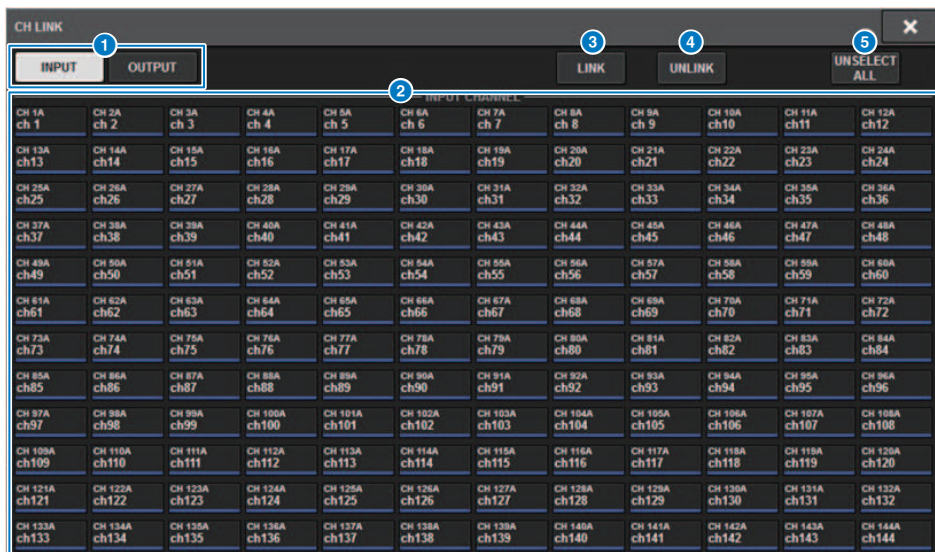 CH LINK
1
INPUT OUTPUT
3 LINK
4 UNLINK
5 UNSELECT
ALL
2
INPUT CHANNEL
CH 1A CH 2A CH 3A CH 4A CH 5A CH 6A CH 7A CH 8A CH 9A CH 10A CH 11A CH 12A
ch 1 ch 2 ch 3 ch 4 ch 5 ch 6 ch 7 ch 8 ch 9 ch10 ch11 ch12
CH 13A CH 14A CH 15A CH 16A CH 17A CH 18A CH 19A CH 20A CH 21A CH 22A CH 23A CH 24A
ch13 ch14 ch15 ch16 ch17 ch18 ch19 ch20 ch21 ch22 ch23 ch24
CH 25A CH 26A CH 27A CH 28A CH 29A CH 30A CH 31A CH 32A CH 33A CH 34A CH 35A CH 36A
ch25 ch26 ch27 ch28 ch29 ch30 ch31 ch32 ch33 ch34 ch35 ch36
CH 37A CH 38A CH 39A CH 40A CH 41A CH 42A CH 43A CH 44A CH 45A CH 46A CH 47A CH 48A
ch37 ch38 ch39 ch40 ch41 ch42 ch43 ch44 ch45 ch46 ch47 ch48
CH 49A CH 50A CH 51A CH 52A CH 53A CH 54A CH 55A CH 56A CH 57A CH 58A CH 59A CH 60A
ch49 ch50 ch51 ch52 ch53 ch54 ch55 ch56 ch57 ch58 ch59 ch60
CH 61A CH 62A CH 63A CH 64A CH 65A CH 66A CH 67A CH 68A CH 69A CH 70A CH 71A CH 72A
ch61 ch62 ch63 ch64 ch65 ch66 ch67 ch68 ch69 ch70 ch71 ch72
CH 73A CH 74A CH 75A CH 76A CH 77A CH 78A CH 79A CH 80A CH 81A CH 82A CH 83A CH 84A
ch73 ch74 ch75 ch76 ch77 ch78 ch79 ch80 ch81 ch82 ch83 ch84
CH 85A CH 86A CH 87A CH 88A CH 89A CH 90A CH 91A CH 92A CH 93A CH 94A CH 95A CH 96A
ch85 ch86 ch87 ch88 ch89 ch90 ch91 ch92 ch93 ch94 ch95 ch96
CH 97A CH 98A CH 99A CH 100A CH 101A CH 102A CH 103A CH 104A CH 105A CH 106A CH 107A CH 108A
ch97 ch98 ch99 ch100 ch101 ch102 ch103 ch104 ch105 ch106 ch107 ch108
CH 109A CH 110A CH 111A CH 112A CH 113A CH 114A CH 115A CH 116A CH 117A CH 118A CH 119A CH 120A
ch109 ch110 ch111 ch112 ch113 ch114 ch115 ch116 ch117 ch118 ch119 ch120
CH 121A CH 122A CH 123A CH 124A CH 125A CH 126A CH 127A CH 128A CH 129A CH 130A CH 131A CH 132A
ch121 ch122 ch123 ch124 ch125 ch126 ch127 ch128 ch129 ch130 ch131 ch132
CH 133A CH 134A CH 135A CH 136A CH 137A CH 138A CH 139A CH 140A CH 141A CH 142A CH 143A CH 144A
ch133 ch134 ch135 ch136 ch137 ch138 ch139 ch140 ch141 ch142 ch143 ch144